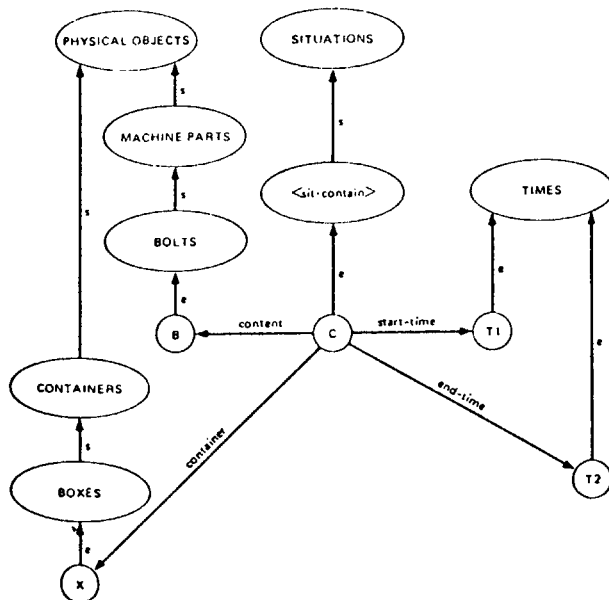 PHYSICAL OBJECTS
SITUATIONS
s
s
MACHINE PARTS
s
s
<sit-contain>
TIMES
BOLTS
e
e
e
e
B
content
C
start-time
T1
CONTAINERS
end-time
container
s
BOXES
T2
e
X